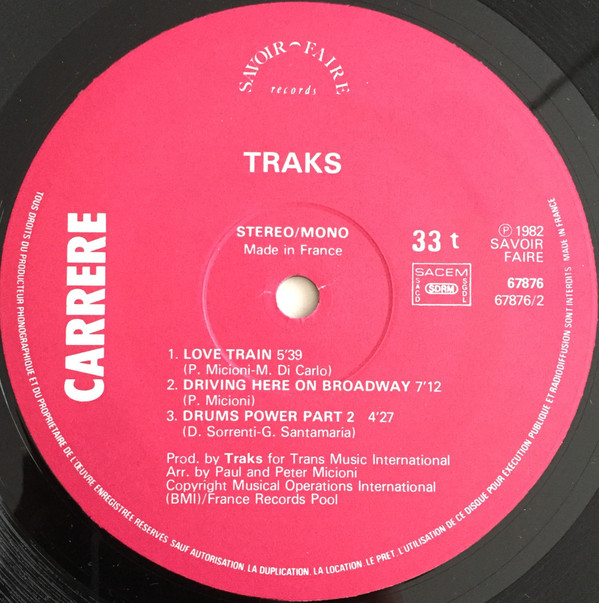 SAVOIR-FAIRE
records
TRAKS
CARRERE
STEREO/MONO
Made in France
33 t
℗ 1982
SAVOIR
FAIRE
SACEM
SACD
SDRM
SGDL
67876
67876/2
1. LOVE TRAIN 5'39
(P. Micioni-M. Di Carlo)
2. DRIVING HERE ON BROADWAY 7'12
(P. Micioni)
3. DRUMS POWER PART 2 4'27
(D. Sorrenti-G. Santamaria)
Prod. by Traks for Trans Music International
Arr. by Paul and Peter Micioni
Copyright Musical Operations International
(BMI)/France Records Pool
TOUS DROITS DU PRODUCTEUR PHONOGRAPHIQUE ET DU PROPRIETAIRE DE L'ŒUVRE ENREGISTREE RESERVES. SAUF AUTORISATION, LA DUPLICATION, LA LOCATION, LE PRET, L'UTILISATION DE CE DISQUE POUR EXECUTION PUBLIQUE ET RADIODIFFUSION SONT INTERDITS MADE IN FRANCE